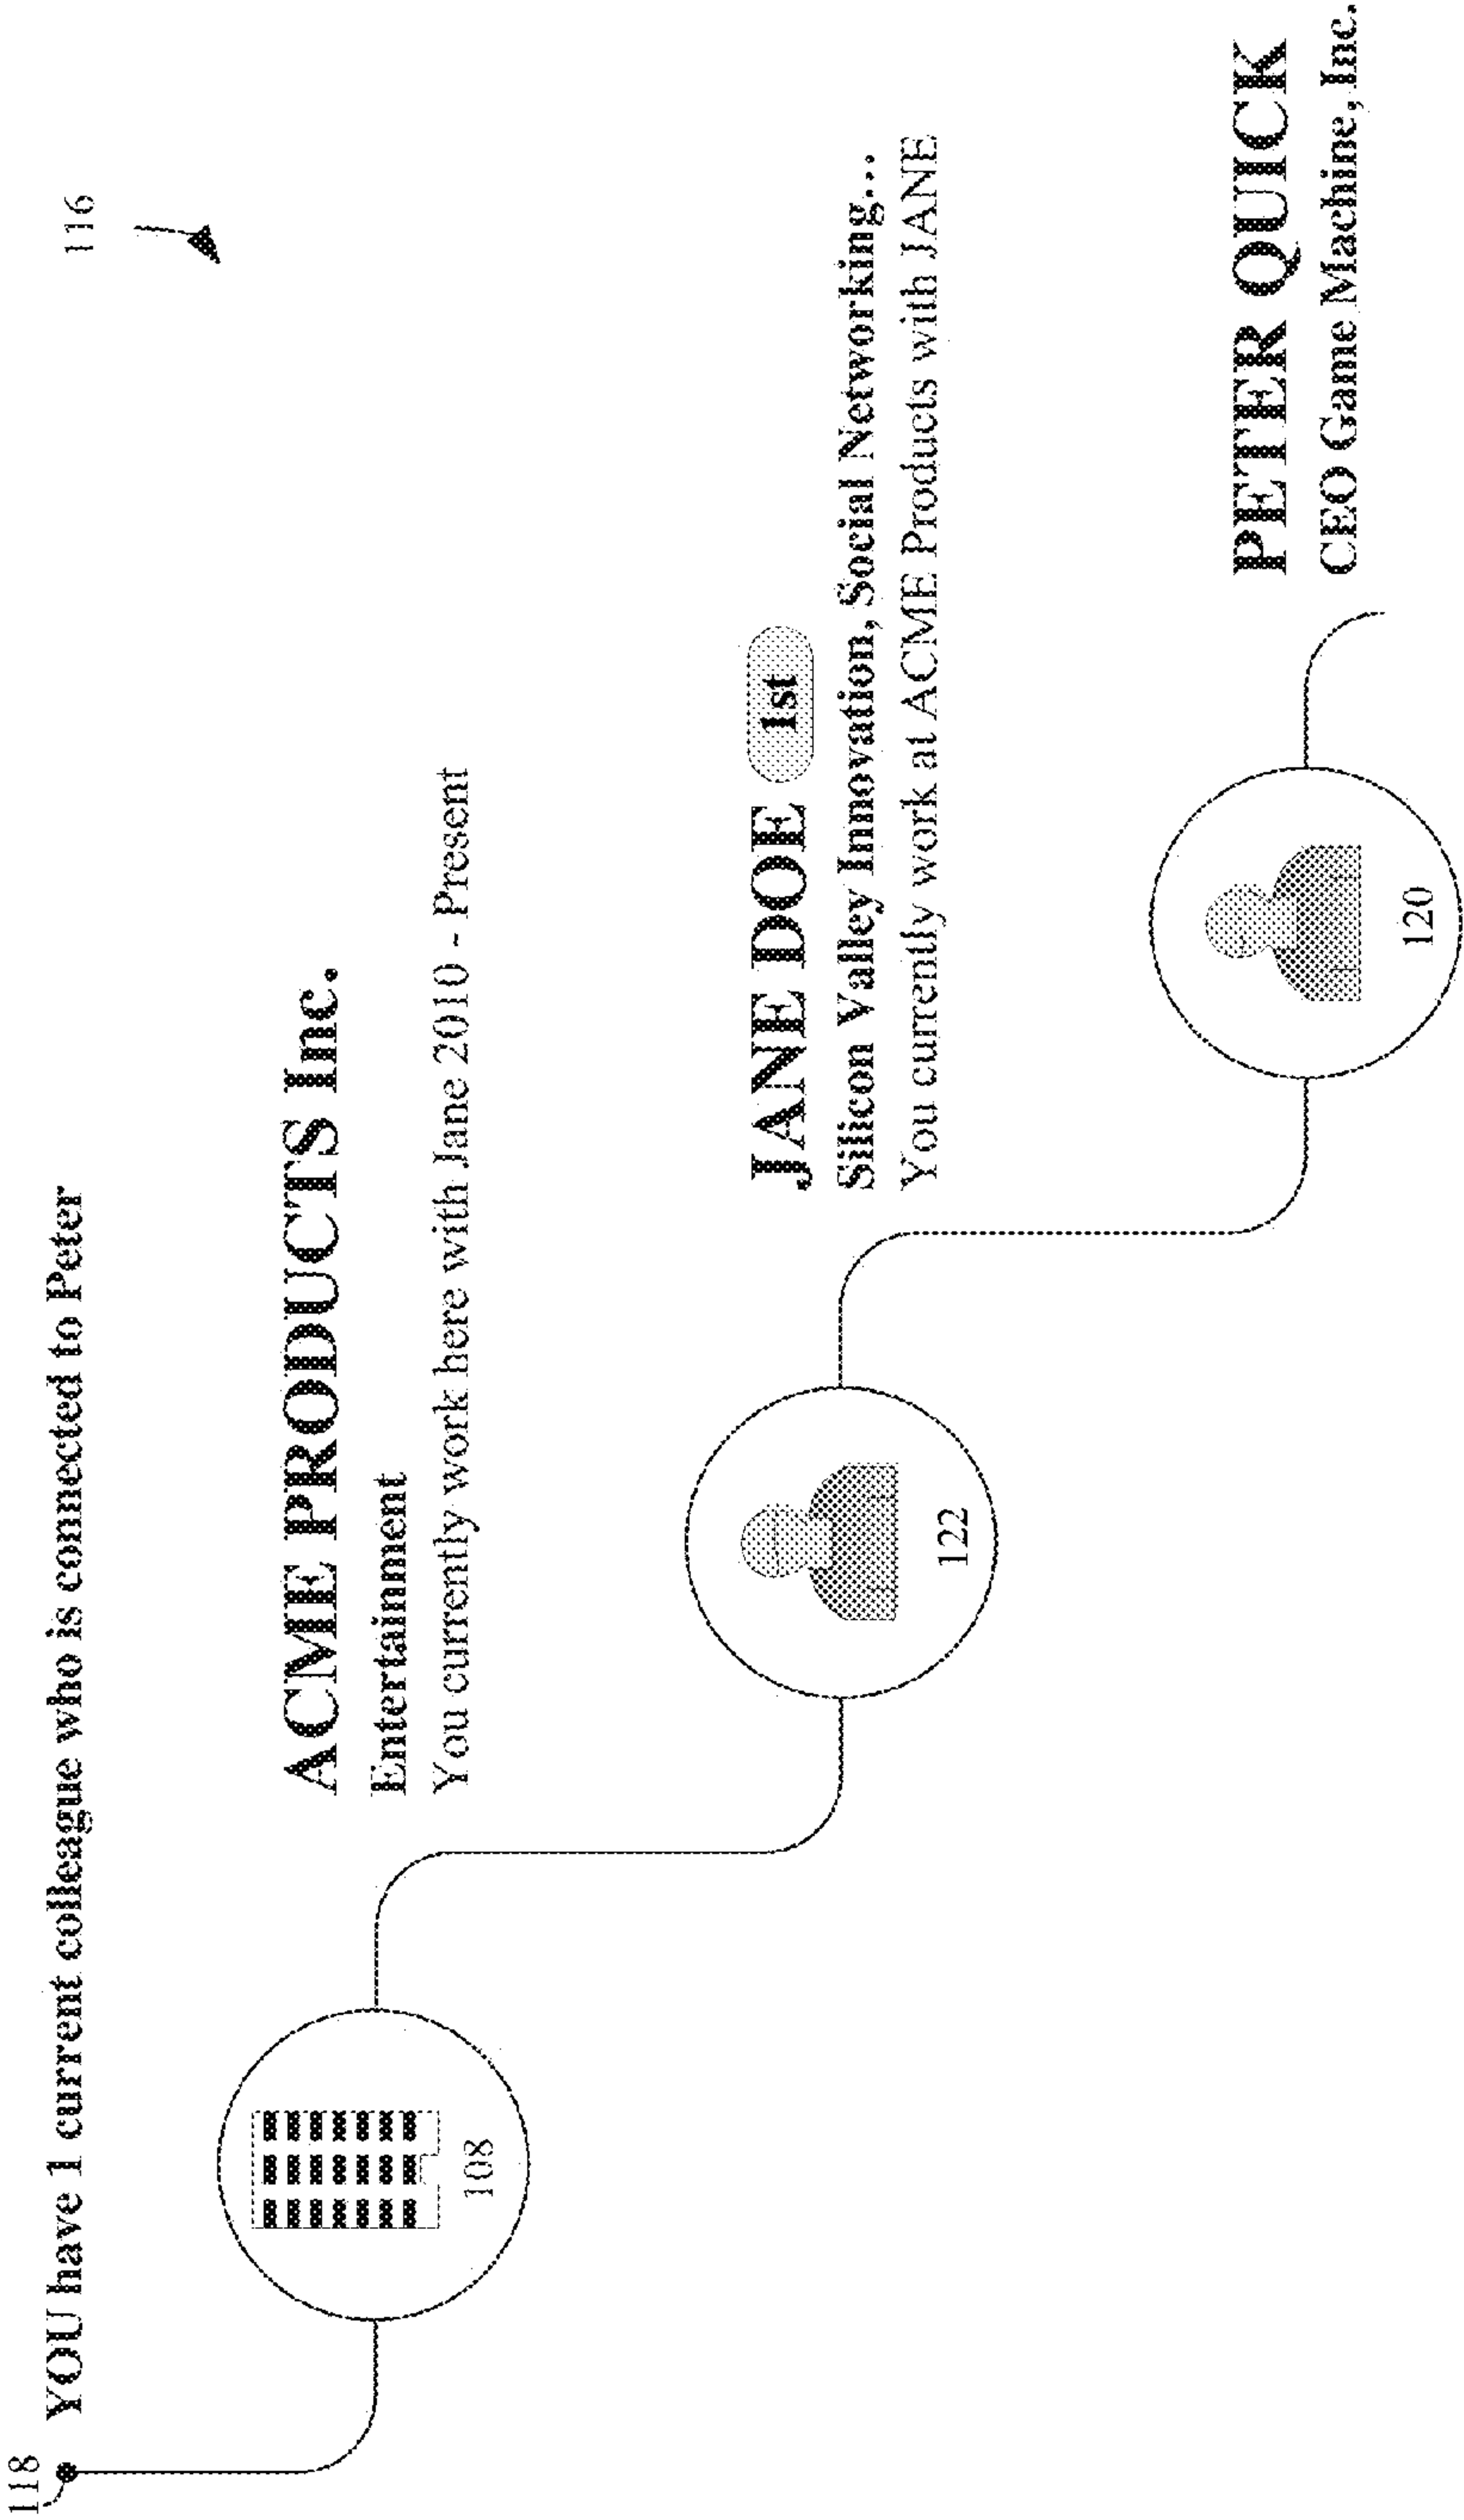 116
118
YOU have 1 current colleague who is connected to Peter
ACME PRODUCTS Inc.
Entertainment
You currently work here with Jane 2010 - Present
108
JANE DOE 1st
Silicon Valley Innovation, Social Networking...
You currently work at ACME Products with JANE
122
PETER QUICK
CEO Game Machine, Inc.
120